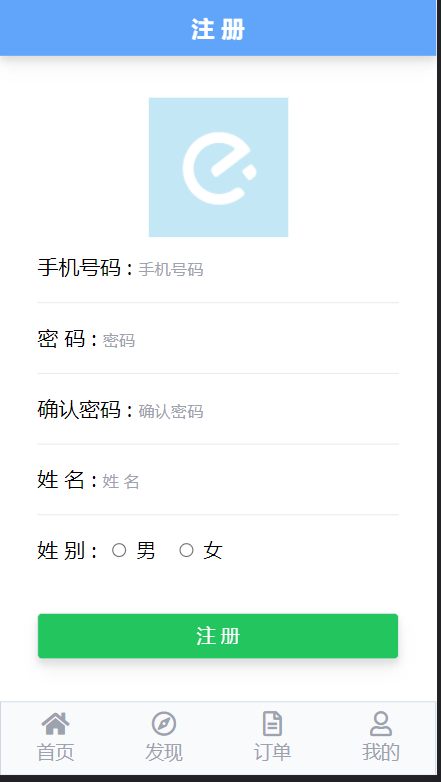 注 册
手机号码 : 手机号码
密 码 : 密码
确认密码 : 确认密码
姓 名 : 姓 名
姓 别 : 男 女
注 册
首页 发现 订单 我的